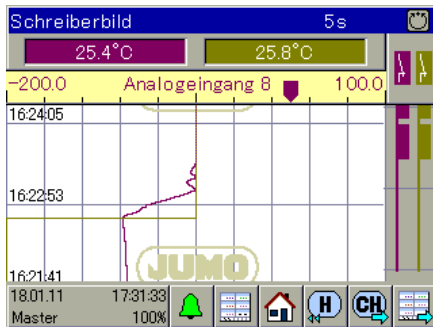 Schreiberbild 5s
25.4°C 25.8°C
-200.0 Analogeingang 8 100.0
16:24:05
16:22:53
16:21:41
JUMO
18.01.11 17:31:33
Master 100%
H CH